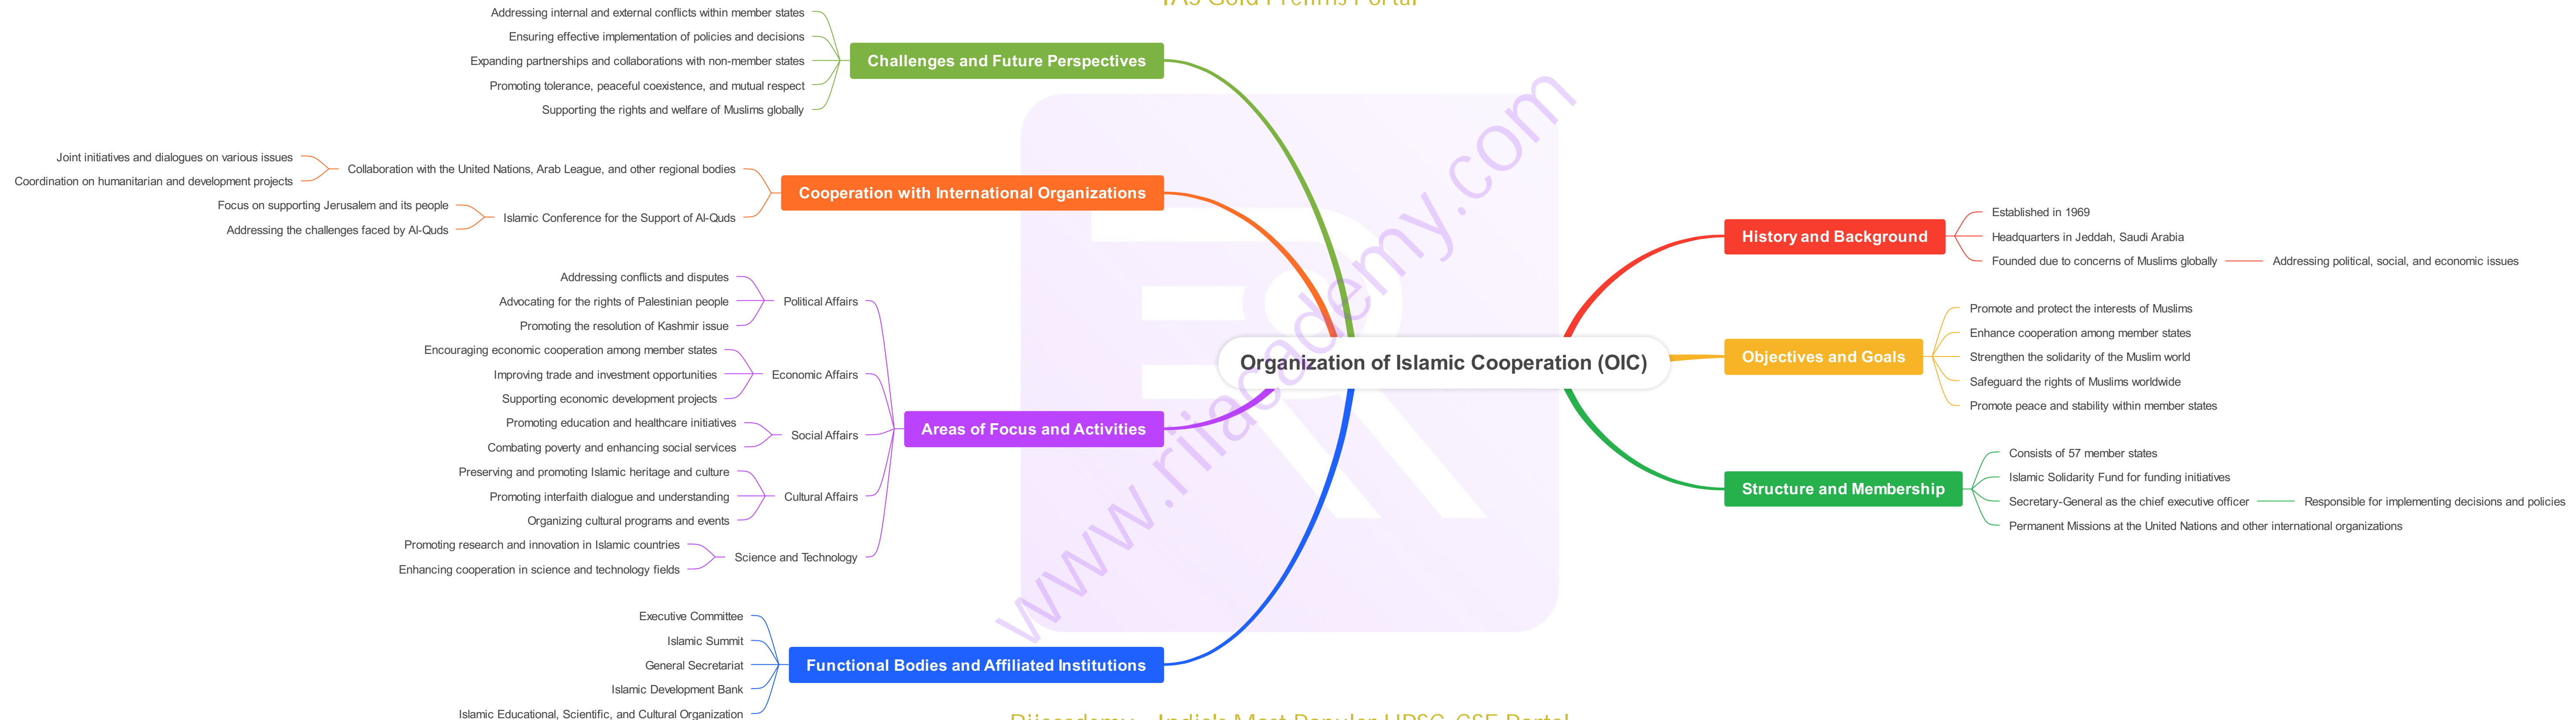 IAS Gold Prelims Portal
Organization of Islamic Cooperation (OIC)
History and Background
Established in 1969
Headquarters in Jeddah, Saudi Arabia
Founded due to concerns of Muslims globally
Addressing political, social, and economic issues
Objectives and Goals
Promote and protect the interests of Muslims
Enhance cooperation among member states
Strengthen the solidarity of the Muslim world
Safeguard the rights of Muslims worldwide
Promote peace and stability within member states
Structure and Membership
Consists of 57 member states
Islamic Solidarity Fund for funding initiatives
Secretary-General as the chief executive officer
Responsible for implementing decisions and policies
Permanent Missions at the United Nations and other international organizations
Challenges and Future Perspectives
Addressing internal and external conflicts within member states
Ensuring effective implementation of policies and decisions
Expanding partnerships and collaborations with non-member states
Promoting tolerance, peaceful coexistence, and mutual respect
Supporting the rights and welfare of Muslims globally
Cooperation with International Organizations
Collaboration with the United Nations, Arab League, and other regional bodies
Joint initiatives and dialogues on various issues
Coordination on humanitarian and development projects
Islamic Conference for the Support of Al-Quds
Focus on supporting Jerusalem and its people
Addressing the challenges faced by Al-Quds
Areas of Focus and Activities
Political Affairs
Addressing conflicts and disputes
Advocating for the rights of Palestinian people
Promoting the resolution of Kashmir issue
Economic Affairs
Encouraging economic cooperation among member states
Improving trade and investment opportunities
Supporting economic development projects
Social Affairs
Promoting education and healthcare initiatives
Combating poverty and enhancing social services
Cultural Affairs
Preserving and promoting Islamic heritage and culture
Promoting interfaith dialogue and understanding
Organizing cultural programs and events
Science and Technology
Promoting research and innovation in Islamic countries
Enhancing cooperation in science and technology fields
Functional Bodies and Affiliated Institutions
Executive Committee
Islamic Summit
General Secretariat
Islamic Development Bank
Islamic Educational, Scientific, and Cultural Organization
www.rijiacademy.com
India's Most Popular UPSC-CSE Portal